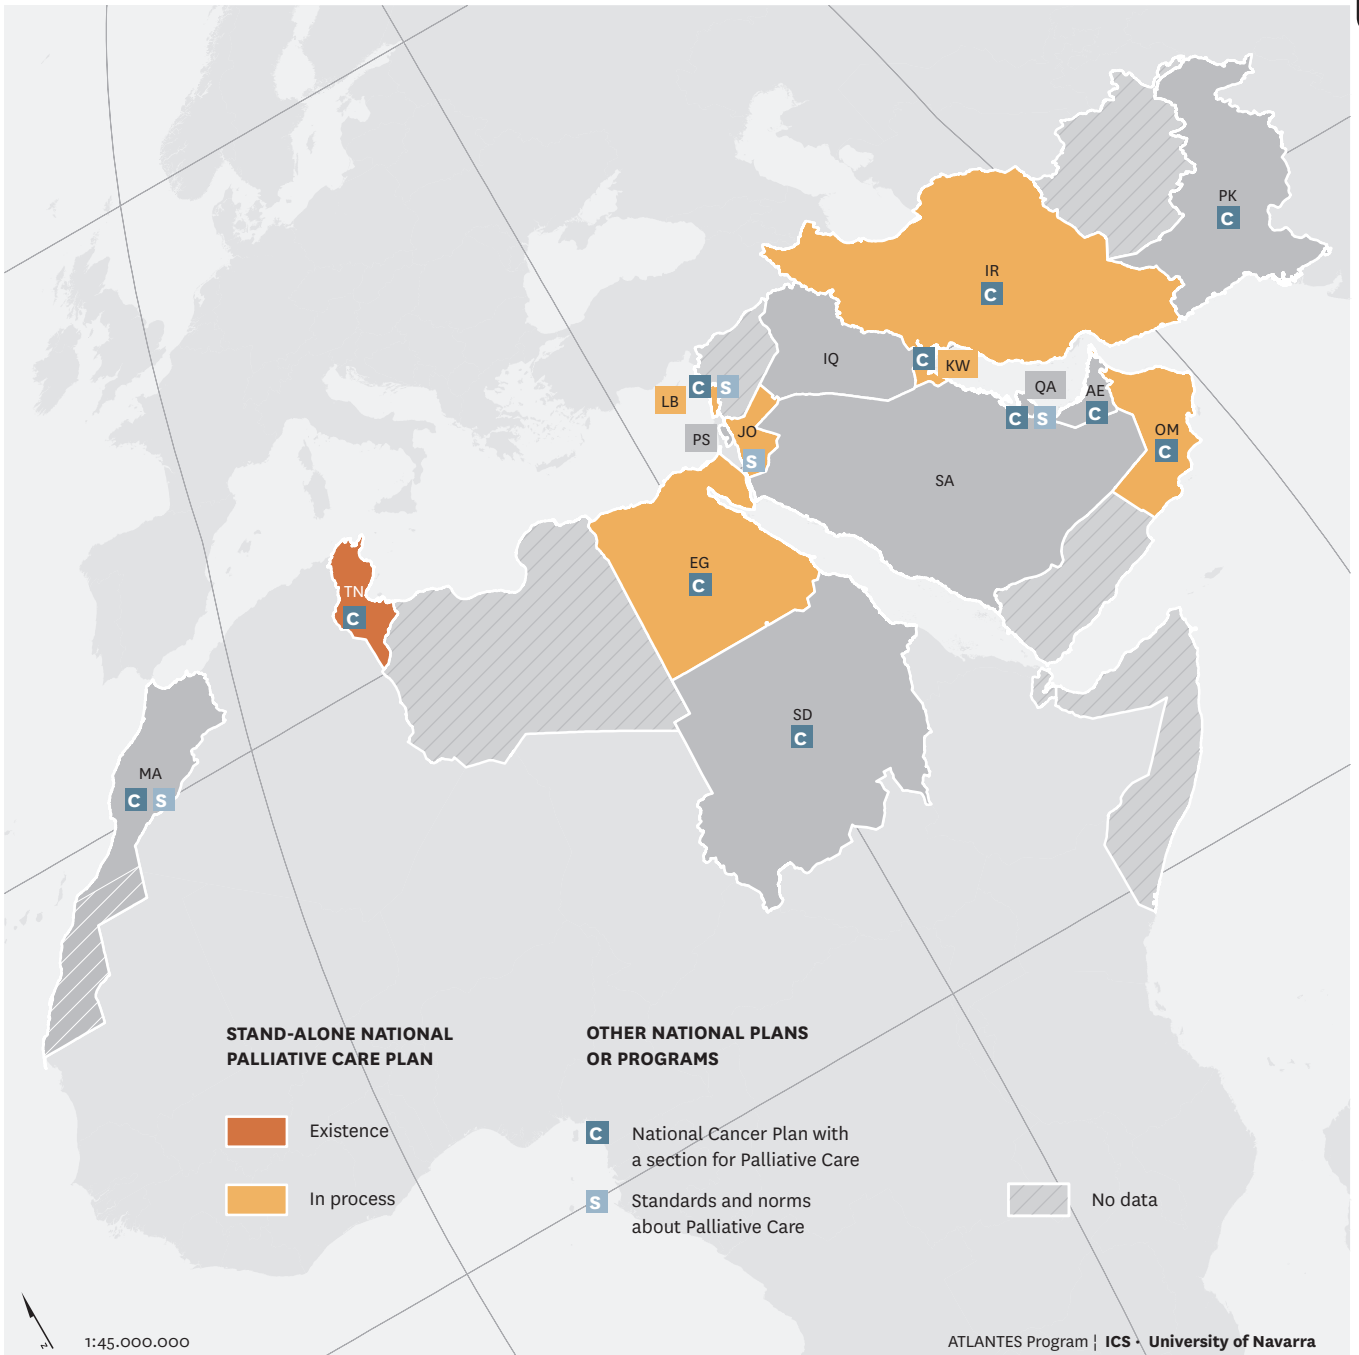 PK
C
IR
C
IQ
C KW
QA
AE
C S
C
LB
C S
PS
JO
S
OM
C
SA
EG
C
TN
C
SD
C
MA
C S
STAND-ALONE NATIONAL
PALLIATIVE CARE PLAN
Existence
In process
OTHER NATIONAL PLANS
OR PROGRAMS
C National Cancer Plan with
a section for Palliative Care
S Standards and norms
about Palliative Care
No data
N
1:45.000.000
ATLANTES Program | ICS · University of Navarra